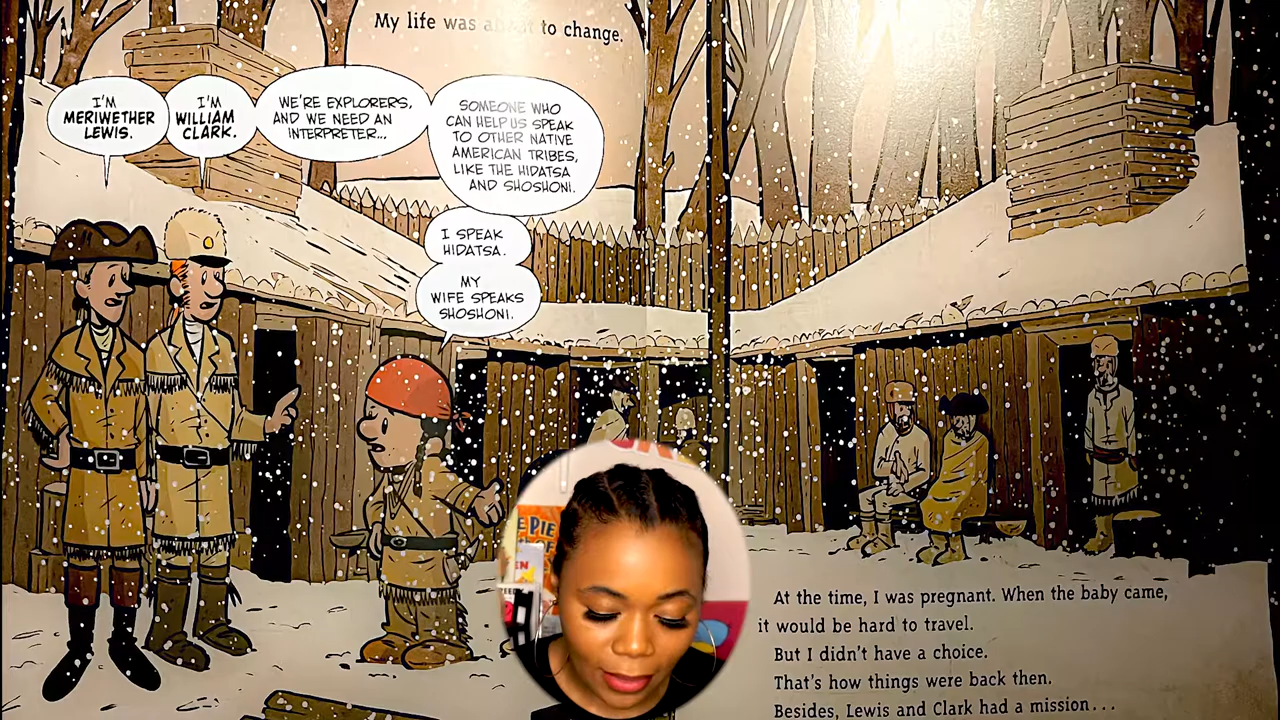 My life was about to change.
I'M
MERIWETHER
LEWIS.
I'M
WILLIAM
CLARK.
WE'RE EXPLORERS,
AND WE NEED AN
INTERPRETER...
SOMEONE WHO
CAN HELP US SPEAK
TO OTHER NATIVE
AMERICAN TRIBES,
LIKE THE HIDATSA
AND SHOSHONI.
I SPEAK
HIDATSA.
MY
WIFE SPEAKS
SHOSHONI.
At the time, I was pregnant. When the baby came,
it would be hard to travel.
But I didn't have a choice.
That's how things were back then.
Besides, Lewis and Clark had a mission...